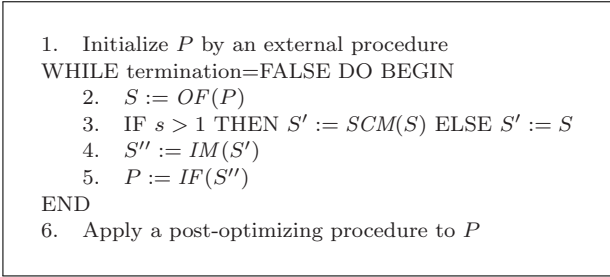 1. Initialize P by an external procedure
WHILE termination=FALSE DO BEGIN
2. S := OF(P)
3. IF s > 1 THEN S′ := SCM(S) ELSE S′ := S
4. S′′ := IM(S′)
5. P := IF(S′′)
END
6. Apply a post-optimizing procedure to P